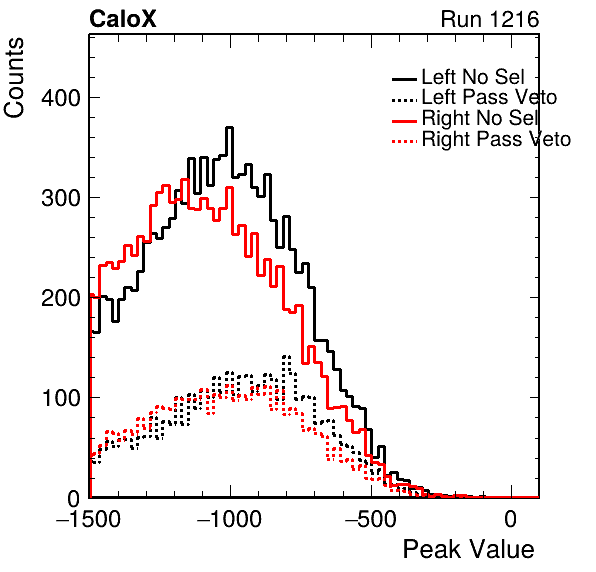 CaloX Run 1216
Counts
Left No Sel
Left Pass Veto
Right No Sel
Right Pass Veto
400
300
200
100
0
−1500 −1000 −500 0
Peak Value